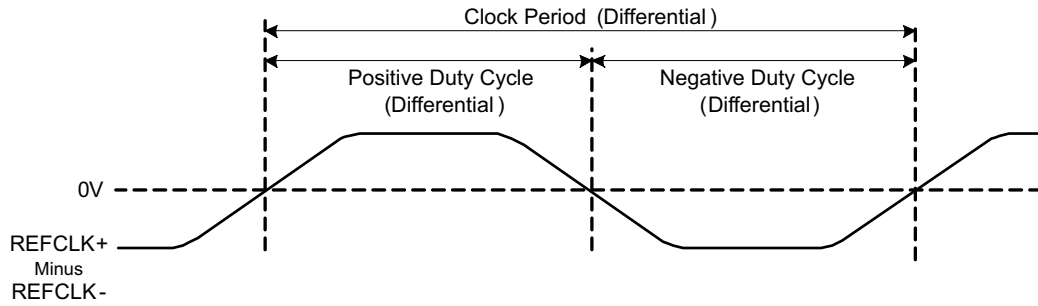 Clock Period (Differential)
Positive Duty Cycle
(Differential)
Negative Duty Cycle
(Differential)
0V
REFCLK+
Minus
REFCLK-